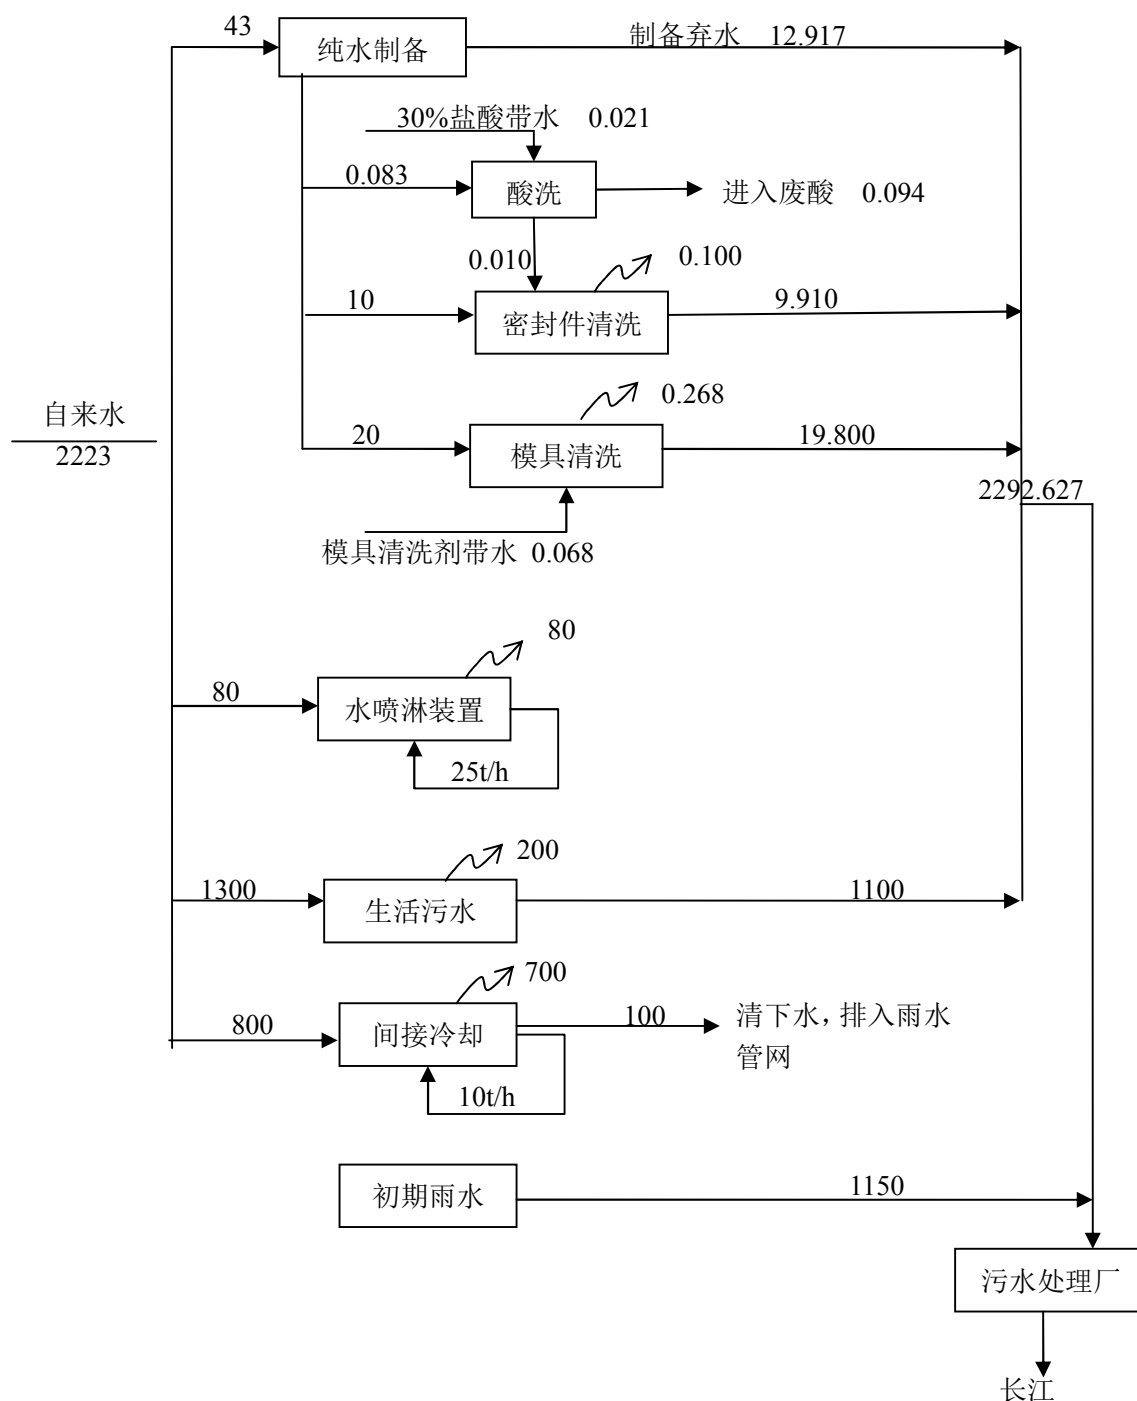 43
纯水制备
制备弃水 12.917
30%盐酸带水 0.021
0.083
酸洗
进入废酸 0.094
0.010
0.100
10
密封件清洗
9.910
0.268
自来水
2223
20
模具清洗
19.800
2292.627
模具清洗剂带水 0.068
80
80
水喷淋装置
25t/h
200
1300
生活污水
1100
700
800
间接冷却
100
清下水，排入雨水
管网
10t/h
初期雨水
1150
污水处理厂
长江